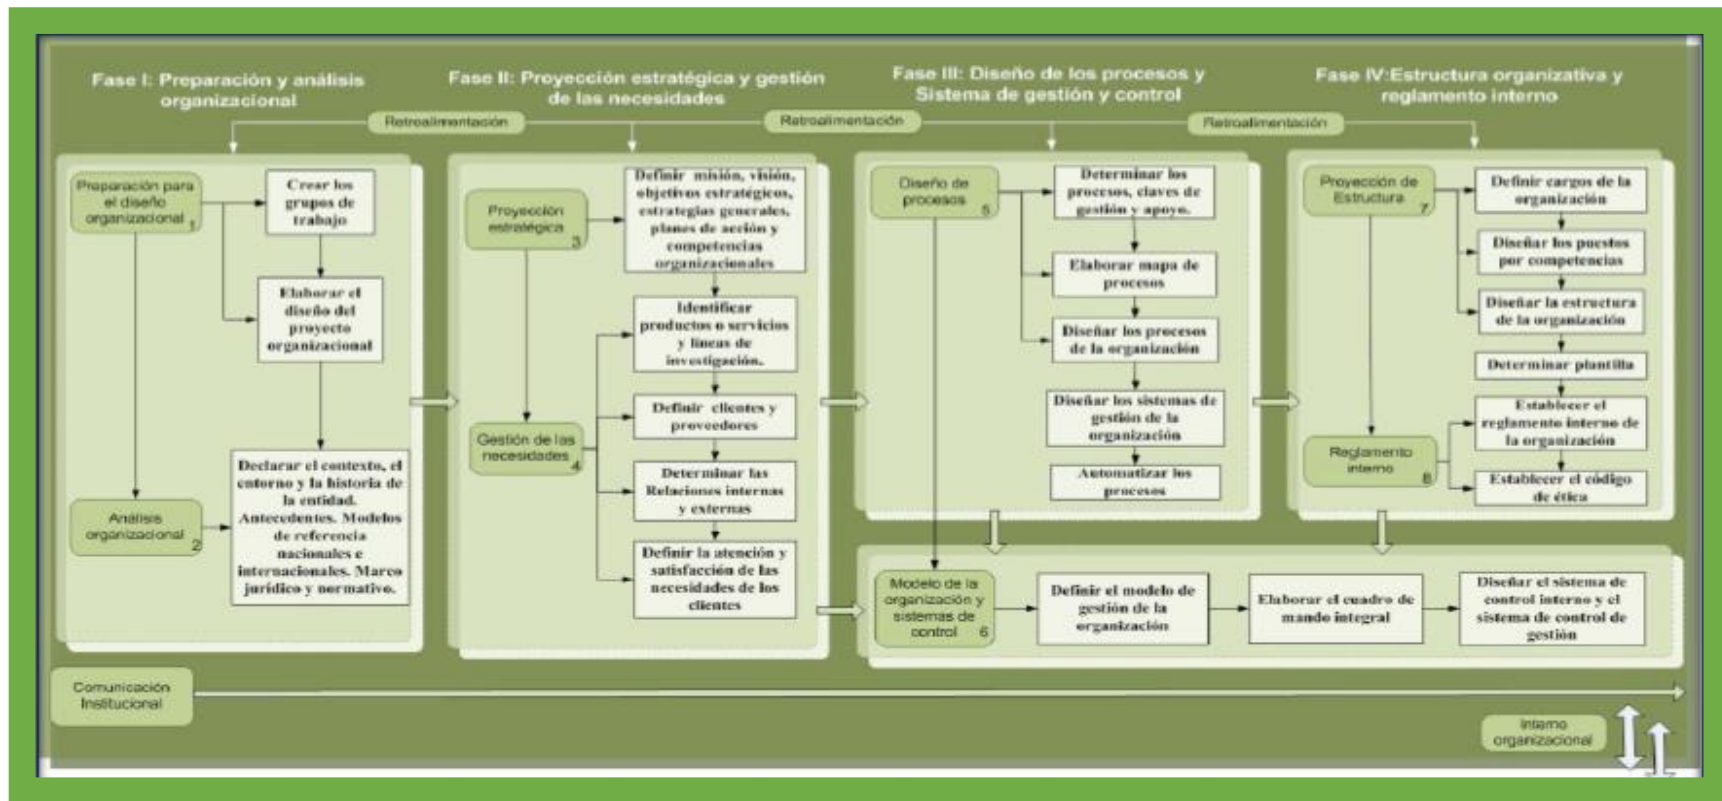 Fase I: Preparación y análisis
organizacional
Fase II: Proyección estratégica y gestión
de las necesidades
Fase III: Diseño de los procesos y
Sistema de gestión y control
Fase IV:Estructura organizativa y
reglamento interno
Retroalimentación
Retroalimentación
Retroalimentación
Preparación para
el diseño
organizacional 1
Crear los
grupos de
trabajo
Elaborar el
diseño del
proyecto
organizacional
Análisis
organizacional 2
Declarar el contexto, el
entorno y la historia de
la entidad.
Antecedentes. Modelos
de referencia
nacionales e
internacionales. Marco
jurídico y normativo.
Proyección
estratégica 3
Definir misión, visión,
objetivos estratégicos,
estrategias generales,
planes de acción y
competencias
organizacionales
Gestión de las
necesidades 4
Identificar
productos o servicios
y líneas de
investigación.
Definir clientes y
proveedores
Determinar las
Relaciones internas
y externas
Definir la atención y
satisfacción de las
necesidades de los
clientes
Diseño de
procesos 5
Determinar los
procesos, claves de
gestión y apoyo.
Elaborar mapa de
procesos
Diseñar los procesos
de la organización
Diseñar los sistemas de
gestión de la
organización
Automatizar los
procesos
Proyección de
Estructura 7
Definir cargos de la
organización
Diseñar los puestos
por competencias
Diseñar la estructura
de la organización
Determinar plantilla
Reglamento
interno 8
Establecer el
reglamento interno de
la organización
Establecer el código
de ética
Modelo de la
organización y
sistemas de
control 6
Definir el modelo de
gestión de la
organización
Elaborar el cuadro de
mando integral
Diseñar el sistema de
control interno y el
sistema de control de
gestión
Comunicación
Institucional
Interno
organizacional